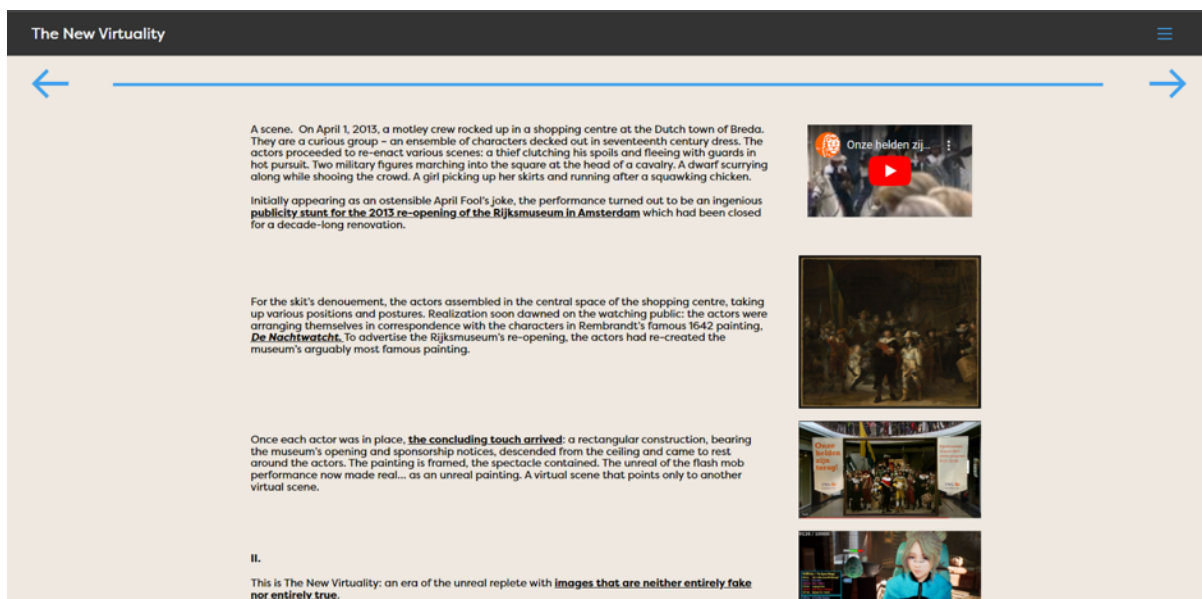 The New Virtuality
A scene. On April 1, 2013, a motley crew rocked up in a shopping centre at the Dutch town of Breda.
They are a curious group – an ensemble of characters decked out in seventeenth century dress. The
actors proceeded to re-enact various scenes: a thief clutching his spoils and fleeing with guards in
hot pursuit. Two military figures marching into the square at the head of a cavalry. A dwarf scurrying
along while shooing the crowd. A girl picking up her skirts and running after a squawking chicken.
Onze helden zij...
Initially appearing as an ostensible April Fool's joke, the performance turned out to be an ingenious
publicity stunt for the 2013 re-opening of the Rijksmuseum in Amsterdam which had been closed
for a decade-long renovation.
For the skit's denouement, the actors assembled in the central space of the shopping centre, taking
up various positions and postures. Realization soon dawned on the watching public: the actors were
arranging themselves in correspondence with the characters in Rembrandt's famous 1642 painting,
De Nachtwatcht. To advertise the Rijksmuseum's re-opening, the actors had re-created the
museum's arguably most famous painting.
Once each actor was in place, the concluding touch arrived: a rectangular construction, bearing
the museum's opening and sponsorship notices, descended from the ceiling and came to rest
around the actors. The painting is framed, the spectacle contained. The unreal of the flash mob
performance now made real... as an unreal painting. A virtual scene that points only to another
virtual scene.
Onze
helden
zijn
terug!
II.
This is The New Virtuality: an era of the unreal replete with images that are neither entirely fake
nor entirely true.